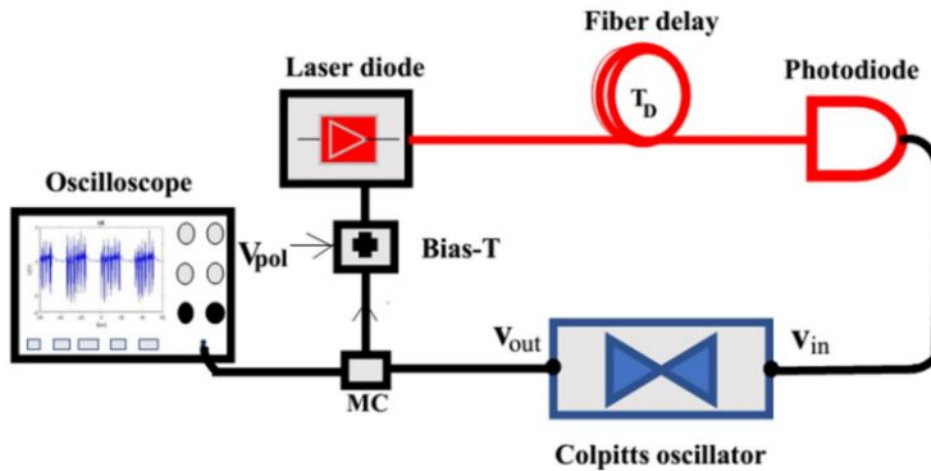 Fiber delay
Laser diode
Photodiode
T_D
Oscilloscope
V_pol
Bias-T
v_out
v_in
MC
Colpitts oscillator